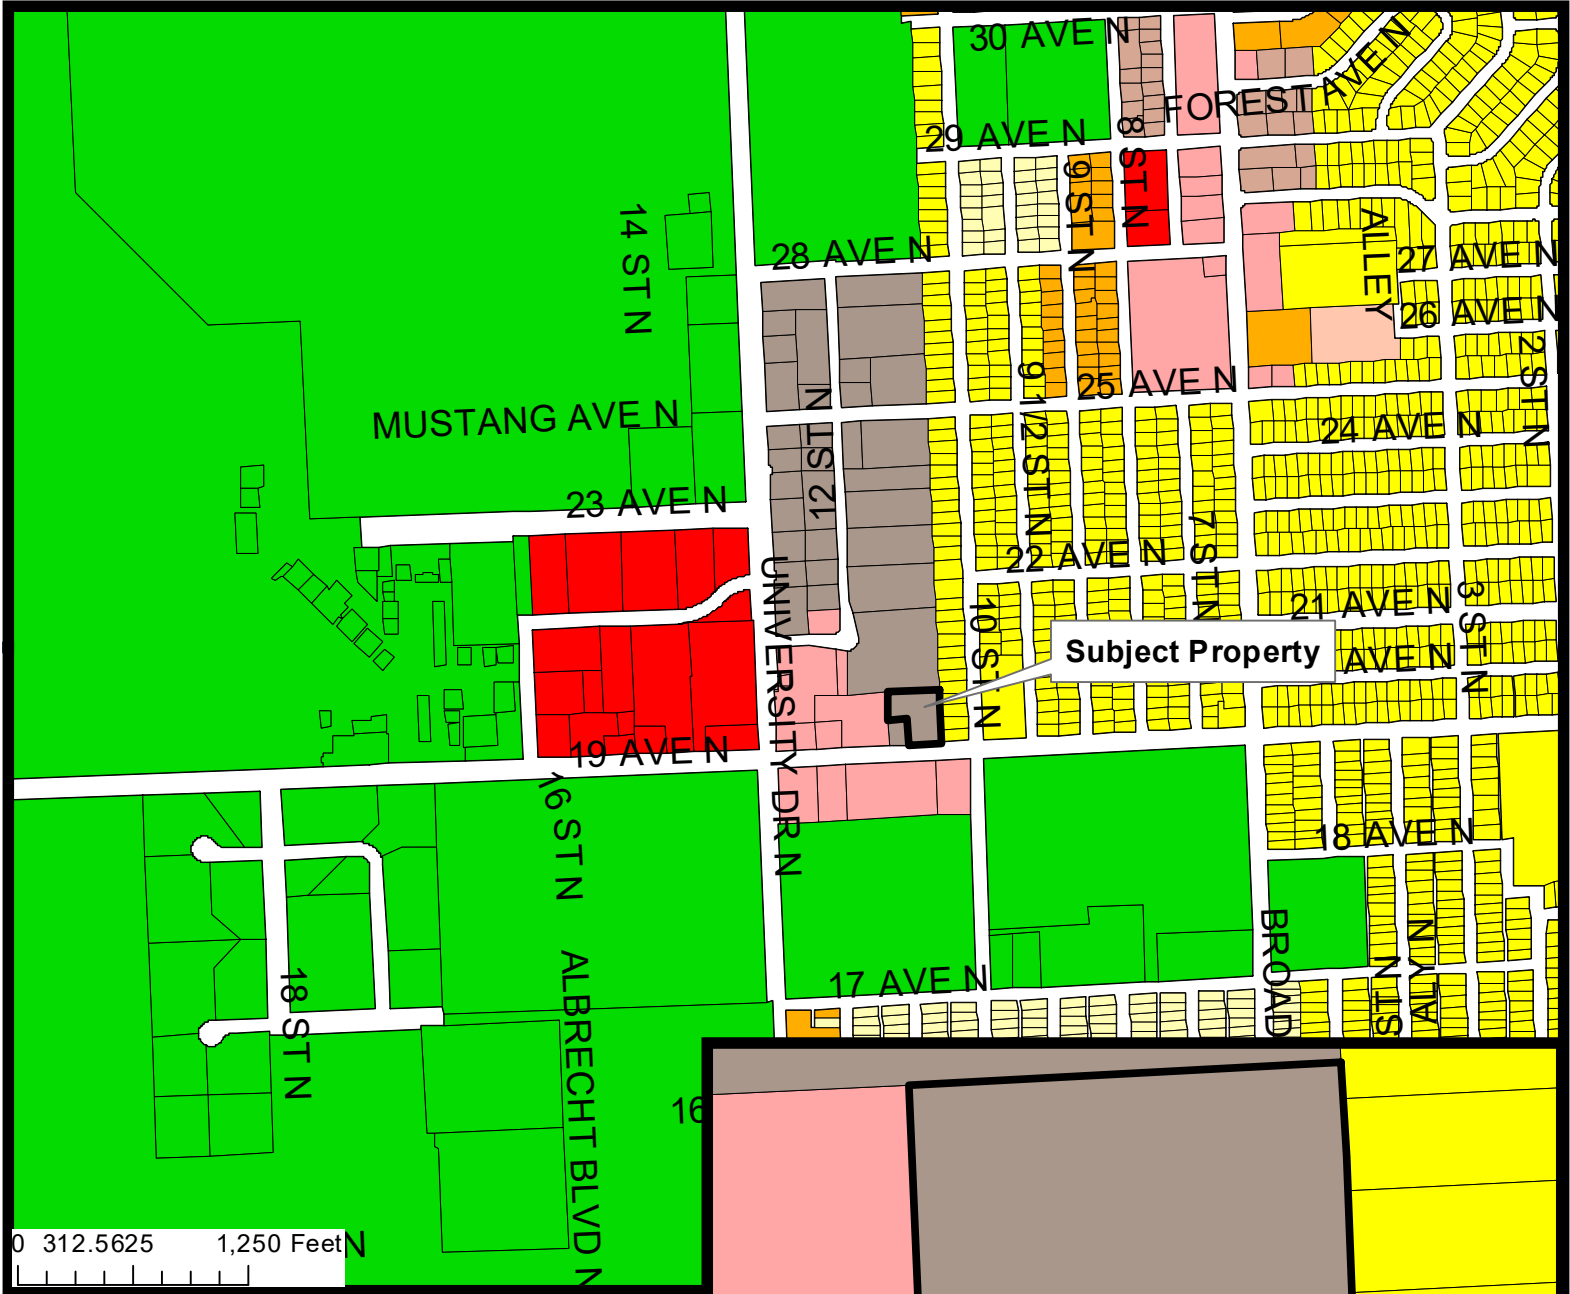 30 AVE N
FOREST AVE N
29 AVE N
8 ST N
9 ST N
14 ST N
28 AVE N
ALLEY
27 AVE N
26 AVE N
2 ST N
25 AVE N
9 1/2 ST N
MUSTANG AVE N
12 ST N
24 AVE N
23 AVE N
7 ST N
22 AVE N
UNIVERSITY DR N
21 AVE N
3 ST N
10 ST N
Subject Property
AVE N
19 AVE N
16 ST N
18 AVE N
BROAD
17 AVE N
ST N
ALY N
18 ST N
ALBRECHT BLVD N
16
0 312.5625 1,250 Feet
N